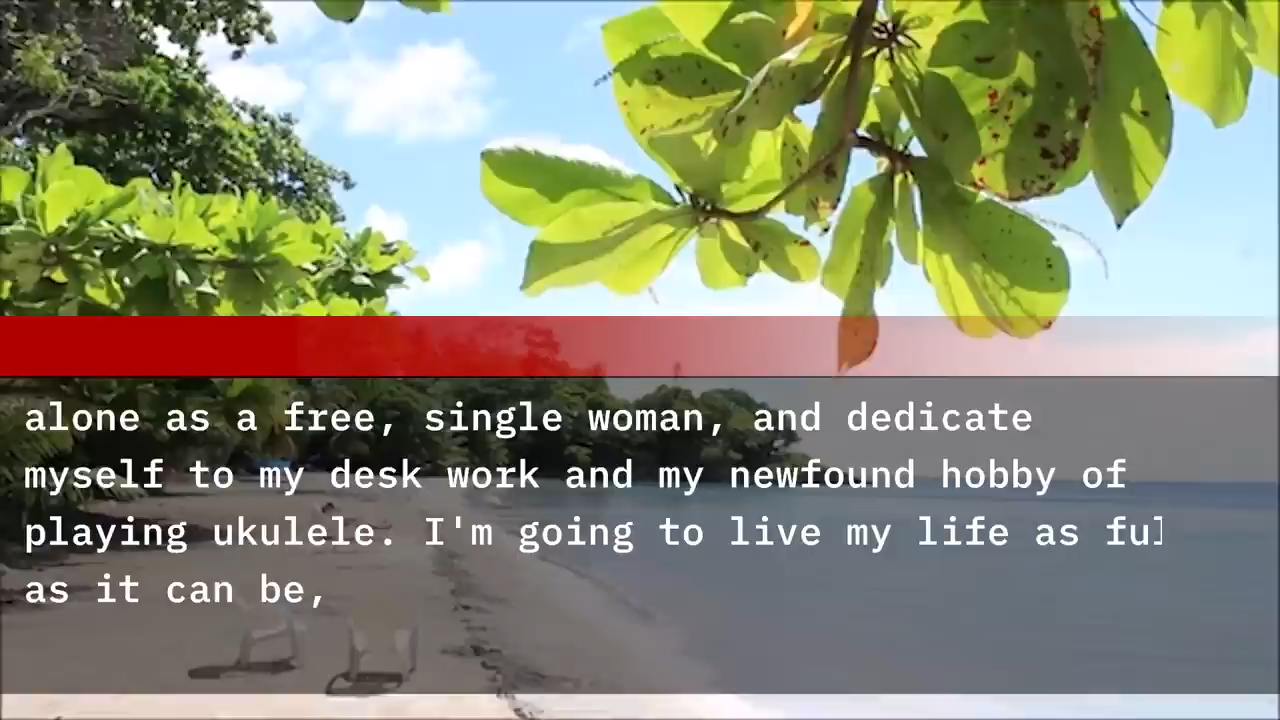 alone as a free, single woman, and dedicate
myself to my desk work and my newfound hobby of
playing ukulele. I'm going to live my life as
as it can be,